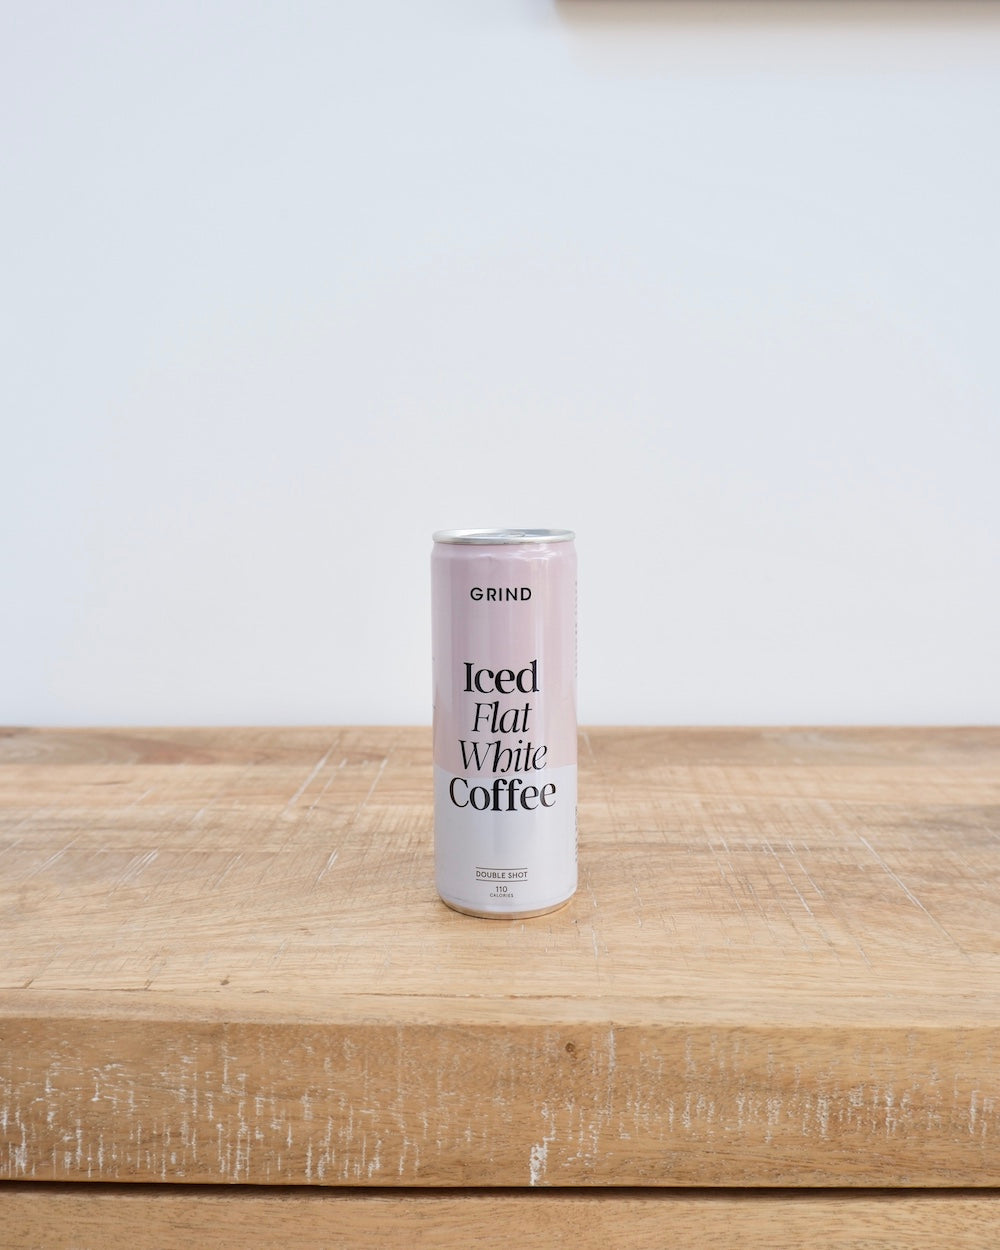 GRIND
Iced
Flat
White
Coffee
DOUBLE SHOT
110
CALORIES